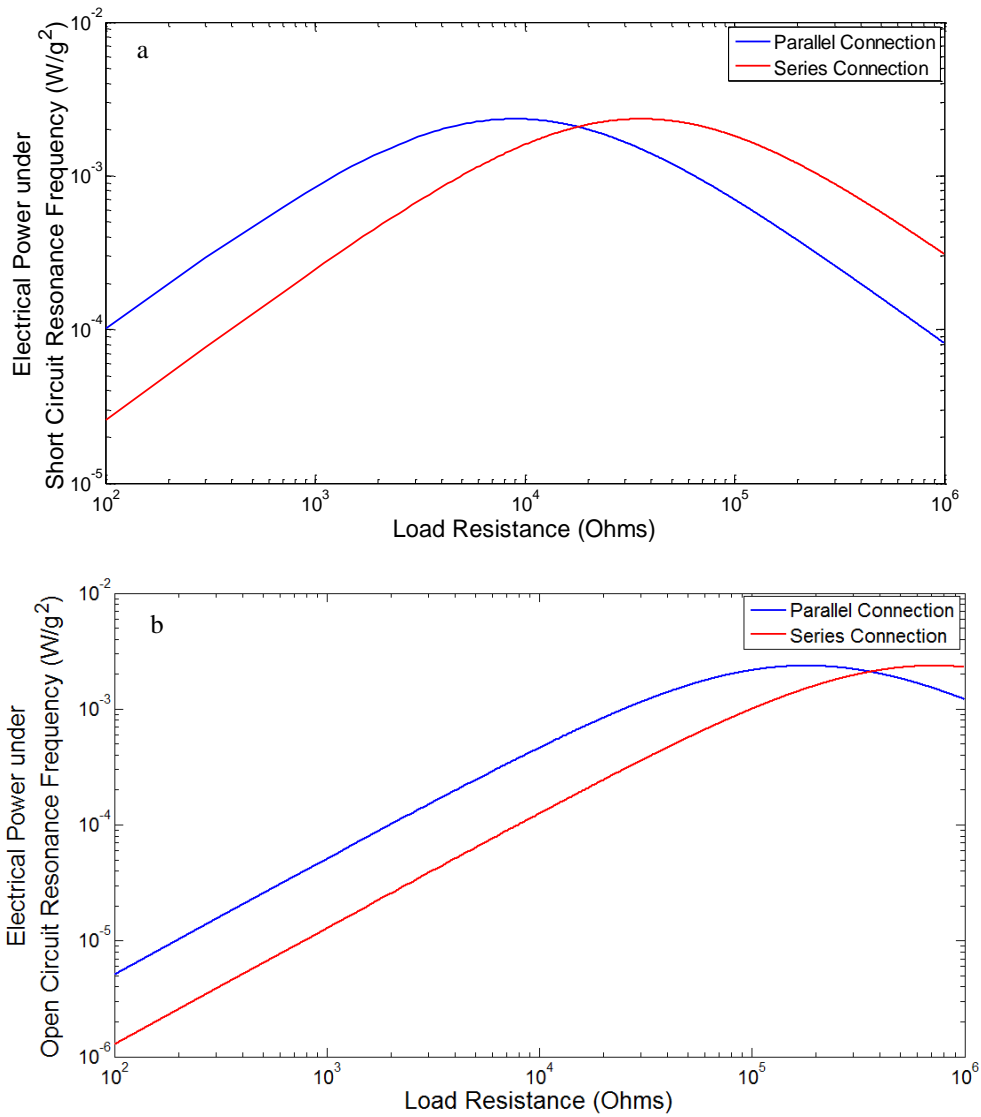 a
Parallel Connection
Series Connection
Electrical Power under
Short Circuit Resonance Frequency (W/g²)
10⁻²
10⁻³
10⁻⁴
10⁻⁵
10² 10³ 10⁴ 10⁵ 10⁶
Load Resistance (Ohms)
b
Parallel Connection
Series Connection
Electrical Power under
Open Circuit Resonance Frequency (W/g²)
10⁻²
10⁻³
10⁻⁴
10⁻⁵
10⁻⁶
10² 10³ 10⁴ 10⁵ 10⁶
Load Resistance (Ohms)